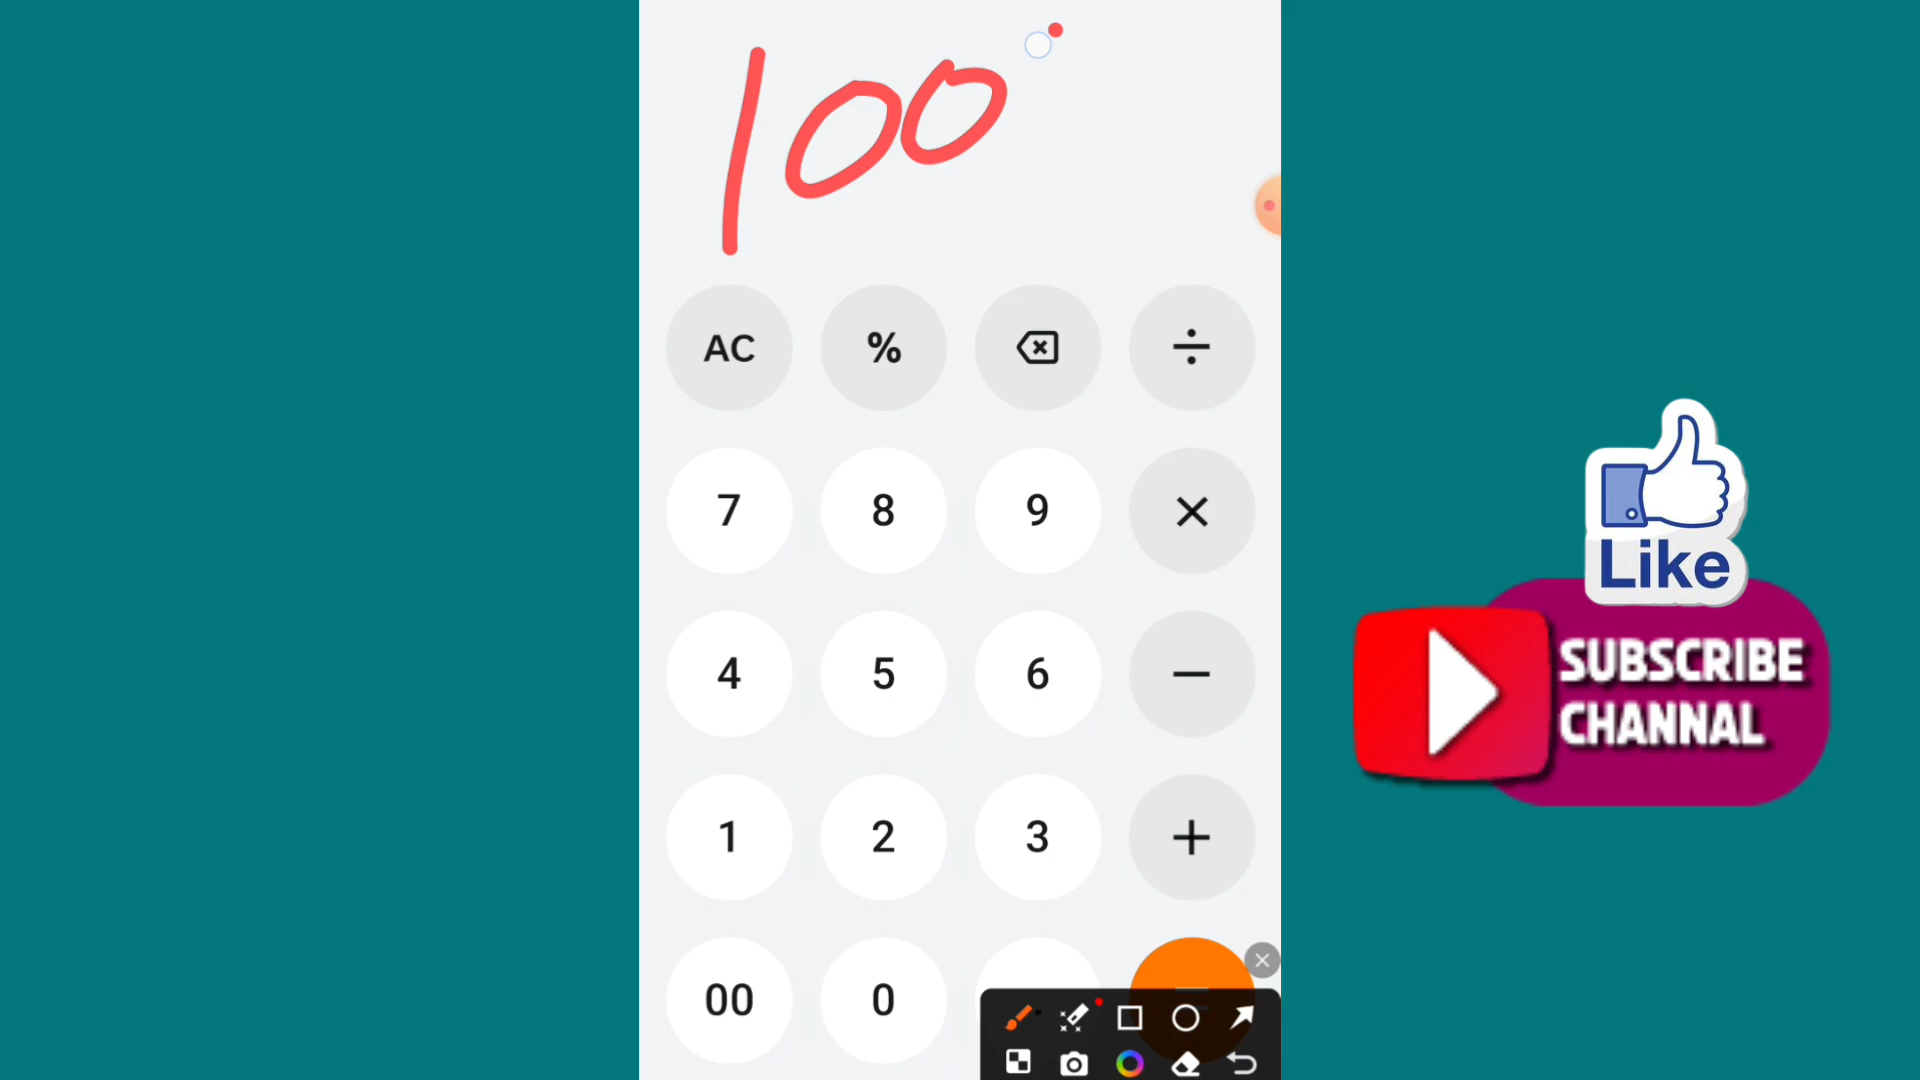 100
AC % ÷
7 8 9 ×
4 5 6 −
1 2 3 +
00 0
Like
SUBSCRIBE
CHANNAL